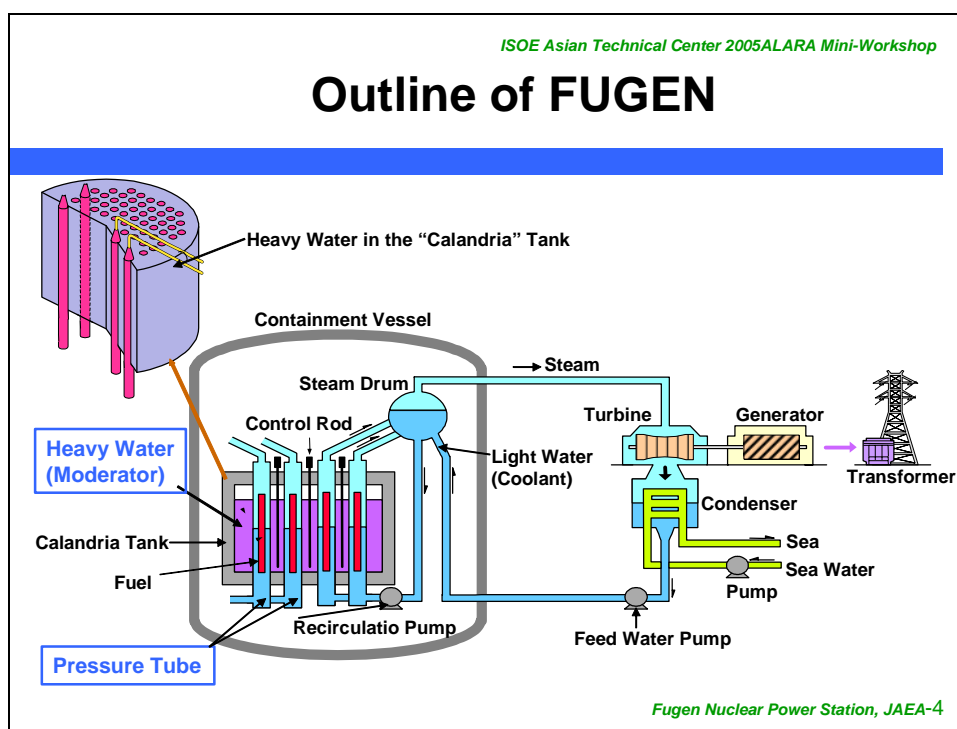 ISOE Asian Technical Center 2005ALARA Mini-Workshop
Outline of FUGEN
Heavy Water in the “Calandria” Tank
Containment Vessel
Steam
Steam Drum
Turbine
Generator
Control Rod
Heavy Water
(Moderator)
Light Water
(Coolant)
Transformer
Condenser
Calandria Tank
Sea
Fuel
Sea Water
Pump
Recirculatio Pump
Feed Water Pump
Pressure Tube
Fugen Nuclear Power Station, JAEA-4